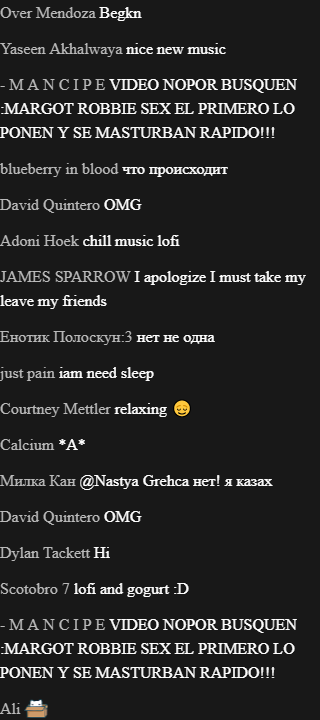 Over Mendoza Begkn
Yaseen Akhalwaya nice new music
- M A N C I P E VIDEO NOPOR BUSQUEN
:MARGOT ROBBIE SEX EL PRIMERO LO
PONEN Y SE MASTURBAN RAPIDO!!!
blueberry in blood что происходит
David Quintero OMG
Adoni Hoek chill music lofi
JAMES SPARROW I apologize I must take my
leave my friends
Енотик Полоскун:3 нет не одна
just pain iam need sleep
Courtney Mettler relaxing 😌
Calcium *A*
Милка Кан @Nastya Grehca нет! я казах
David Quintero OMG
Dylan Tackett Hi
Scotobro 7 lofi and gogurt :D
- M A N C I P E VIDEO NOPOR BUSQUEN
:MARGOT ROBBIE SEX EL PRIMERO LO
PONEN Y SE MASTURBAN RAPIDO!!!
Ali